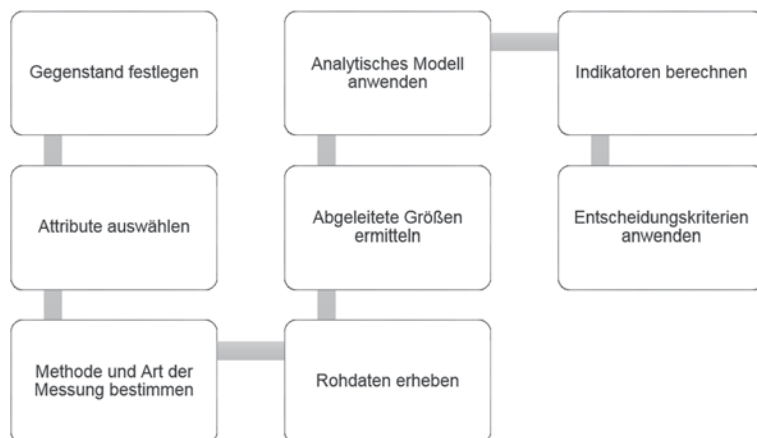 Gegenstand festlegen
Attribute auswählen
Methode und Art der
Messung bestimmen
Rohdaten erheben
Abgeleitete Größen
ermitteln
Analytisches Modell
anwenden
Indikatoren berechnen
Entscheidungskriterien
anwenden